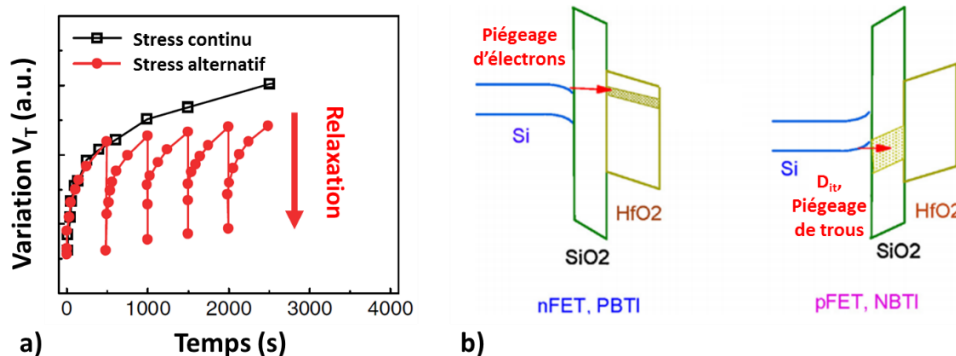 Variation V_T (a.u.)
Stress continu
Stress alternatif
Relaxation
0
1000
2000
3000
4000
Temps (s)
a)
Piégeage
d'électrons
Si
HfO2
SiO2
nFET, PBTI
Si
D_it,
Piégeage
de trous
HfO2
SiO2
pFET, NBTI
b)